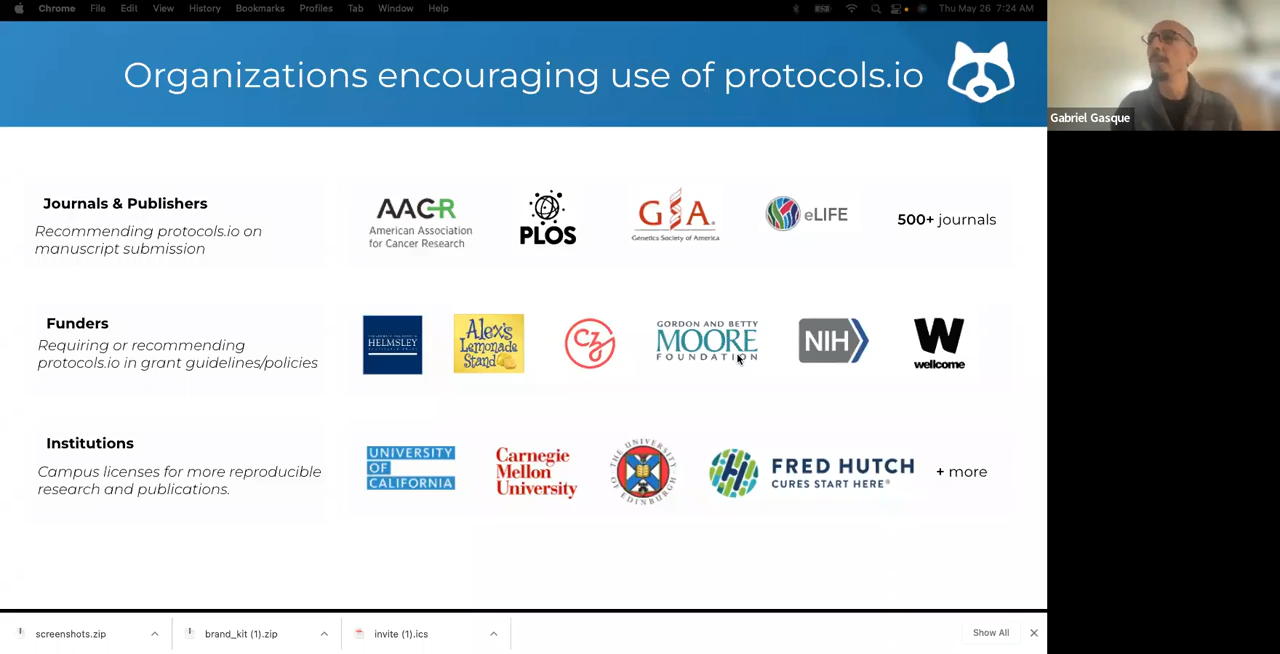 Chrome File Edit View History Bookmarks Profiles Tab Window Help Thu May 26 7:24 AM
Organizations encouraging use of protocols.io
Gabriel Gasque
Journals & Publishers
Recommending protocols.io on
manuscript submission
AACR
American Association
for Cancer Research
PLOS
GSA
Genetics Society of America
eLIFE
500+ journals
Funders
Requiring or recommending
protocols.io in grant guidelines/policies
HELMSLEY
Alex's
Lemonade
Stand
CZI
GORDON AND BETTY
MOORE
FOUNDATION
NIH
W
wellcome
Institutions
Campus licenses for more reproducible
research and publications.
UNIVERSITY
OF
CALIFORNIA
Carnegie
Mellon
University
THE UNIVERSITY OF EDINBURGH
FRED HUTCH
CURES START HERE®
+ more
screenshots.zip
brand_kit (1).zip
invite (1).ics
Show All